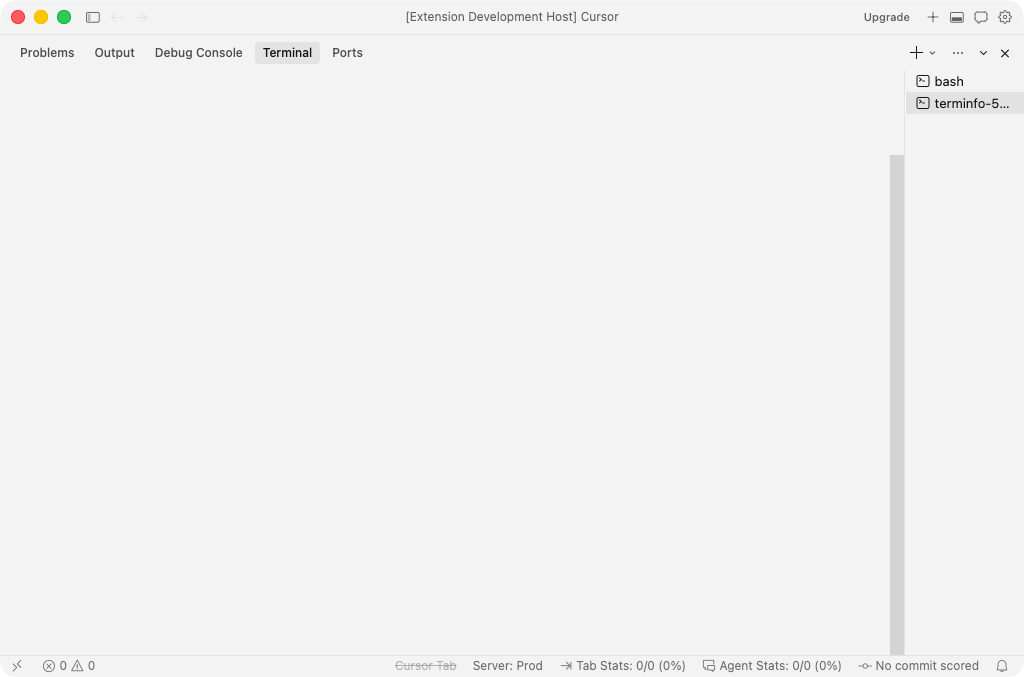 [Extension Development Host] Cursor
Upgrade
Problems Output Debug Console Terminal Ports
bash
terminfo-5...
0 0 Cursor Tab Server: Prod Tab Stats: 0/0 (0%) Agent Stats: 0/0 (0%) No commit scored